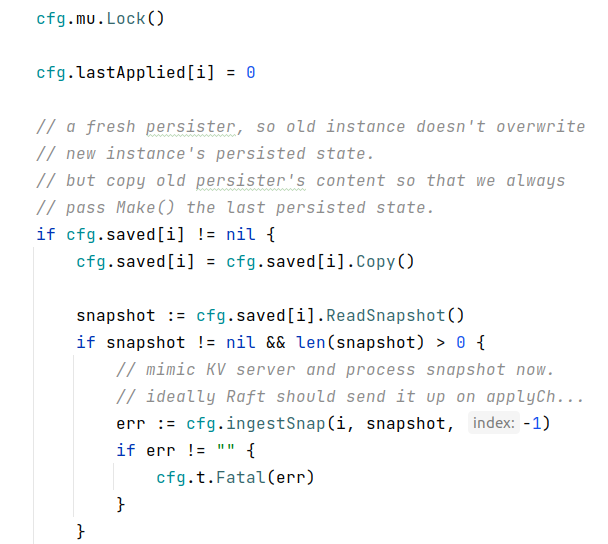 cfg.mu.Lock()
cfg.lastApplied[i] = 0
// a fresh persister, so old instance doesn't overwrite
// new instance's persisted state.
// but copy old persister's content so that we always
// pass Make() the last persisted state.
if cfg.saved[i] != nil {
cfg.saved[i] = cfg.saved[i].Copy()
snapshot := cfg.saved[i].ReadSnapshot()
if snapshot != nil && len(snapshot) > 0 {
// mimic KV server and process snapshot now.
// ideally Raft should send it up on applyCh...
err := cfg.ingestSnap(i, snapshot, index: -1)
if err != "" {
cfg.t.Fatal(err)
}
}